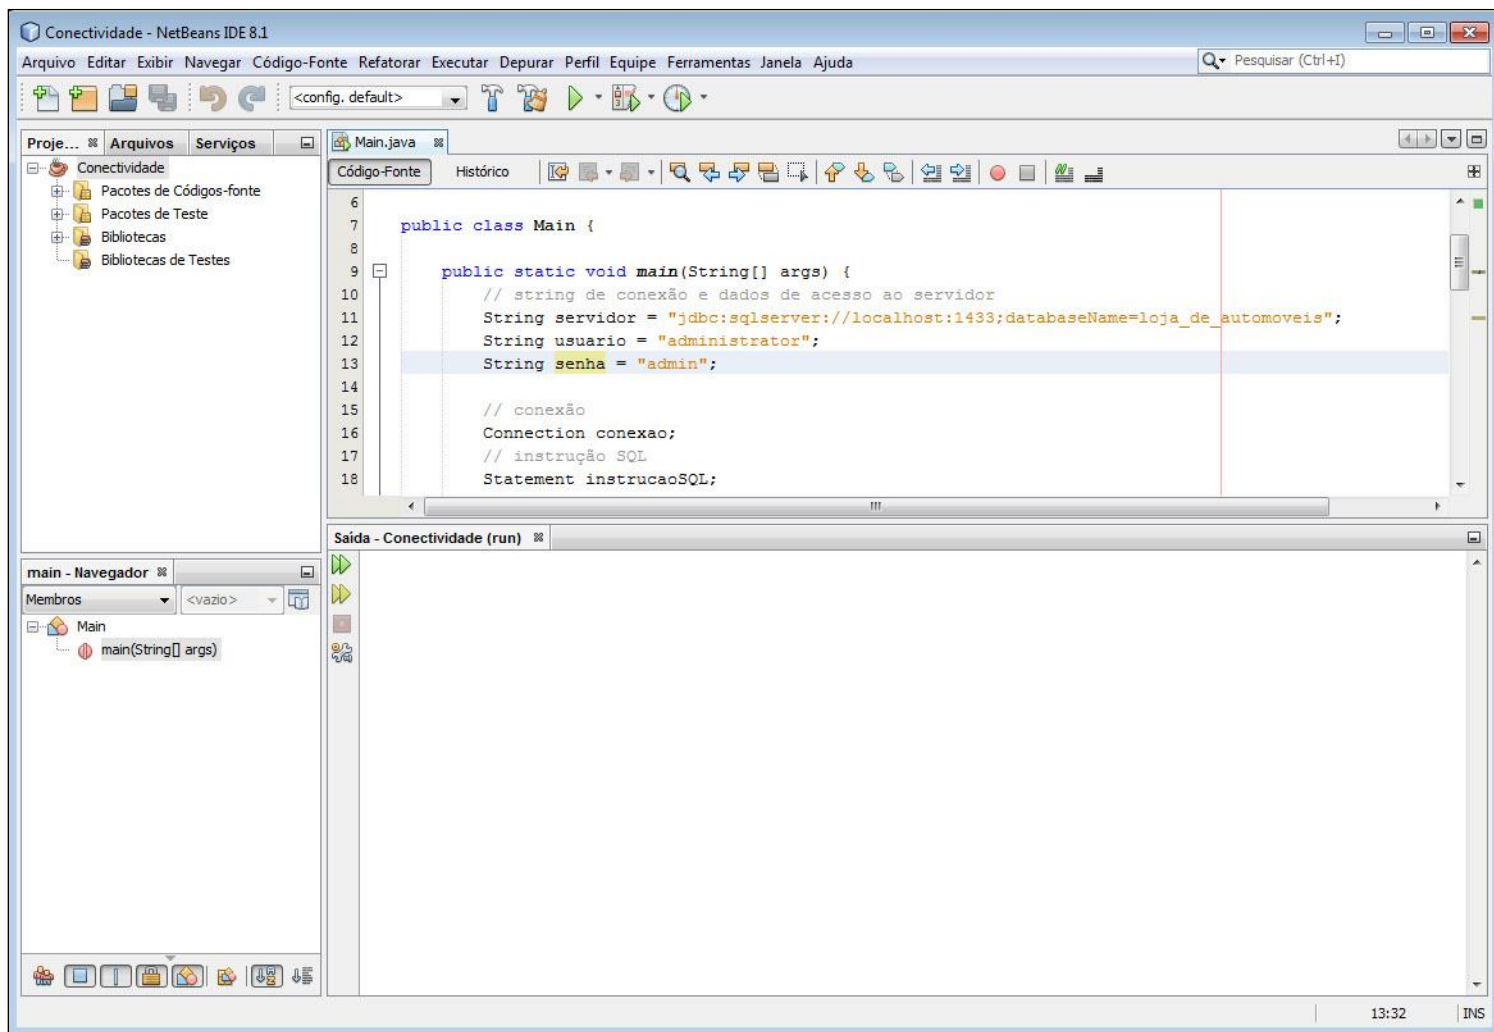 Conectividade - NetBeans IDE 8.1
Arquivo Editar Exibir Navegar Código-Fonte Refatorar Executar Depurar Perfil Equipe Ferramentas Janela Ajuda
Pesquisar (Ctrl+I)
<config. default>
Proje... Arquivos Serviços
Conectividade
Pacotes de Códigos-fonte
Pacotes de Teste
Bibliotecas
Bibliotecas de Testes
Main.java
Código-Fonte Histórico
6
7 public class Main {
8
9 public static void main(String[] args) {
10 // string de conexão e dados de acesso ao servidor
11 String servidor = "jdbc:sqlserver://localhost:1433;databaseName=loja_de_automoveis";
12 String usuario = "administrator";
13 String senha = "admin";
14
15 // conexão
16 Connection conexao;
17 // instrução SQL
18 Statement instrucaoSQL;
Saída - Conectividade (run)
main - Navegador
Membros <vazio>
Main
main(String[] args)
13:32 INS